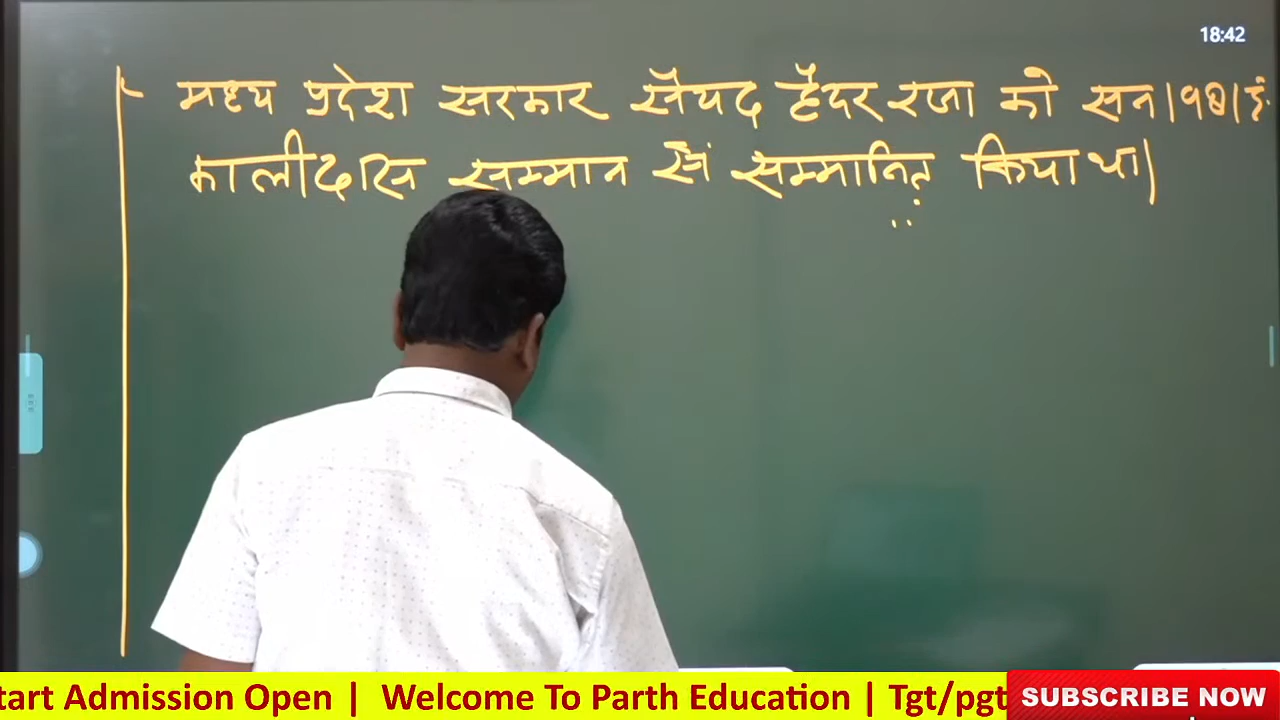 18:42
मध्य प्रदेश सरकार सैयद हैदर रजा को सन 1981 ई.
कालीदास सम्मान से सम्मानित किया था|
tart Admission Open | Welcome To Parth Education | Tgt/pgt
SUBSCRIBE NOW